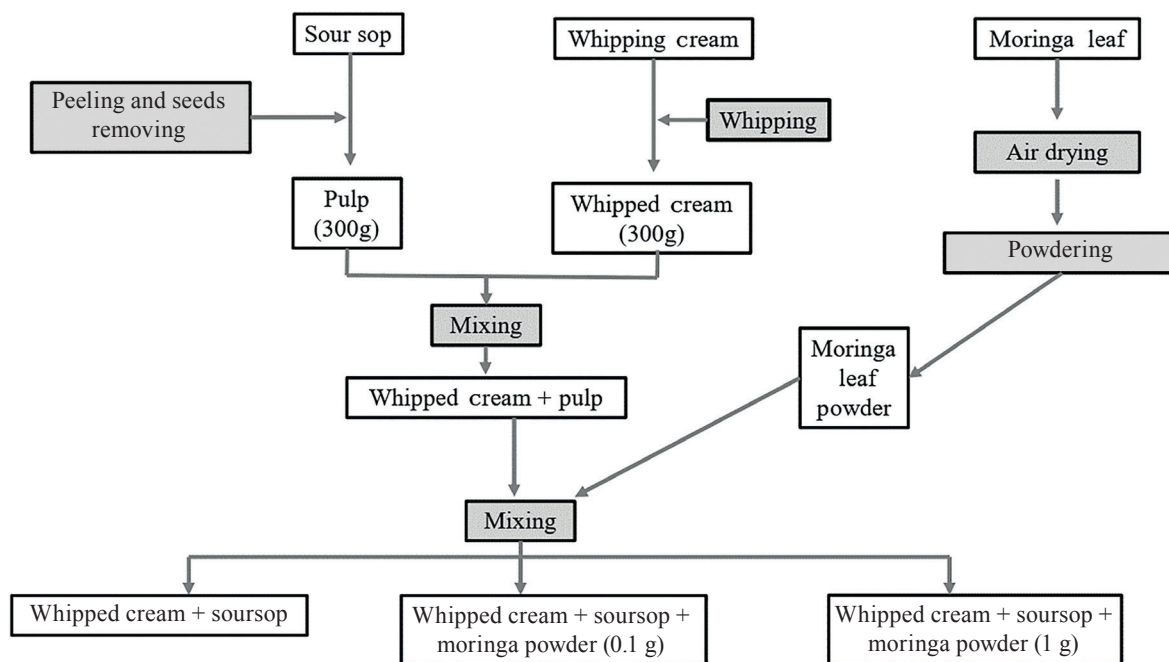 Sour sop
Whipping cream
Moringa leaf
Peeling and seeds
removing
Whipping
Air drying
Pulp
(300g)
Whipped cream
(300g)
Powdering
Mixing
Moringa
leaf
powder
Whipped cream + pulp
Mixing
Whipped cream + soursop
Whipped cream + soursop +
moringa powder (0.1 g)
Whipped cream + soursop +
moringa powder (1 g)